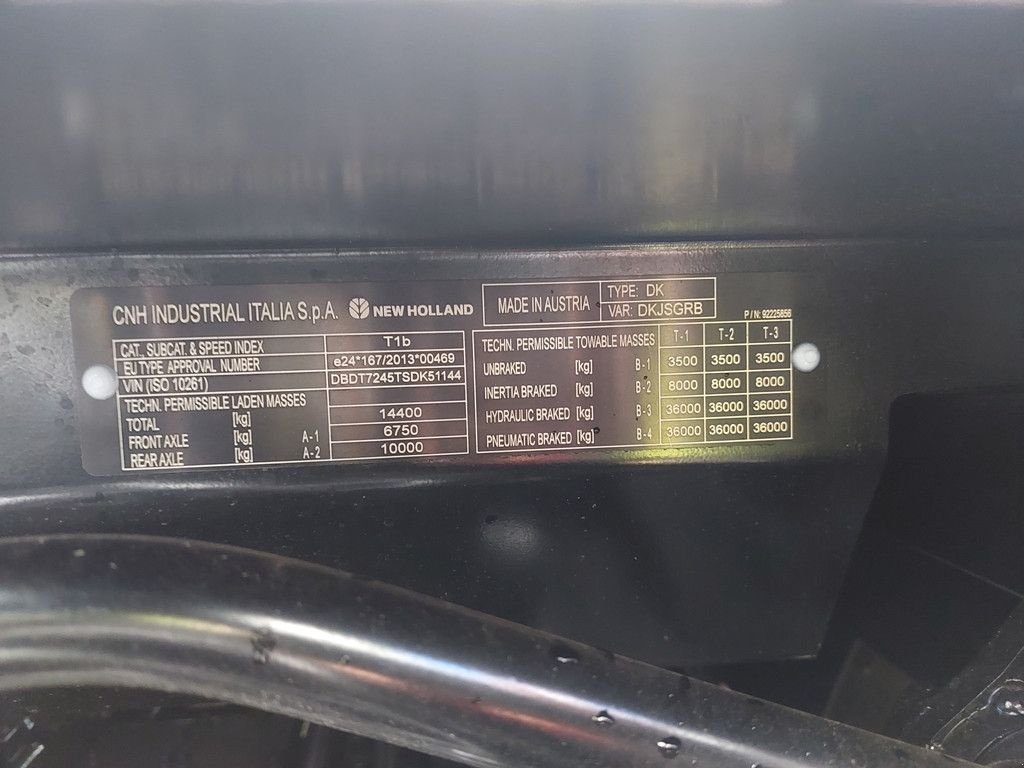 CNH INDUSTRIAL ITALIA S.p.A. NEW HOLLAND
MADE IN AUSTRIA
TYPE: DK
VAR: DKJSGRB
P/N: 92225856
CAT., SUBCAT. & SPEED INDEX T1b
EU TYPE APPROVAL NUMBER e24*167/2013*00469
VIN (ISO 10261) DBDT7245TSDK51144
TECHN. PERMISSIBLE LADEN MASSES
TOTAL [kg] 14400
FRONT AXLE [kg] A-1 6750
REAR AXLE [kg] A-2 10000
TECHN. PERMISSIBLE TOWABLE MASSES T-1 T-2 T-3
UNBRAKED [kg] B-1 3500 3500 3500
INERTIA BRAKED [kg] B-2 8000 8000 8000
HYDRAULIC BRAKED [kg] B-3 36000 36000 36000
PNEUMATIC BRAKED [kg] B-4 36000 36000 36000